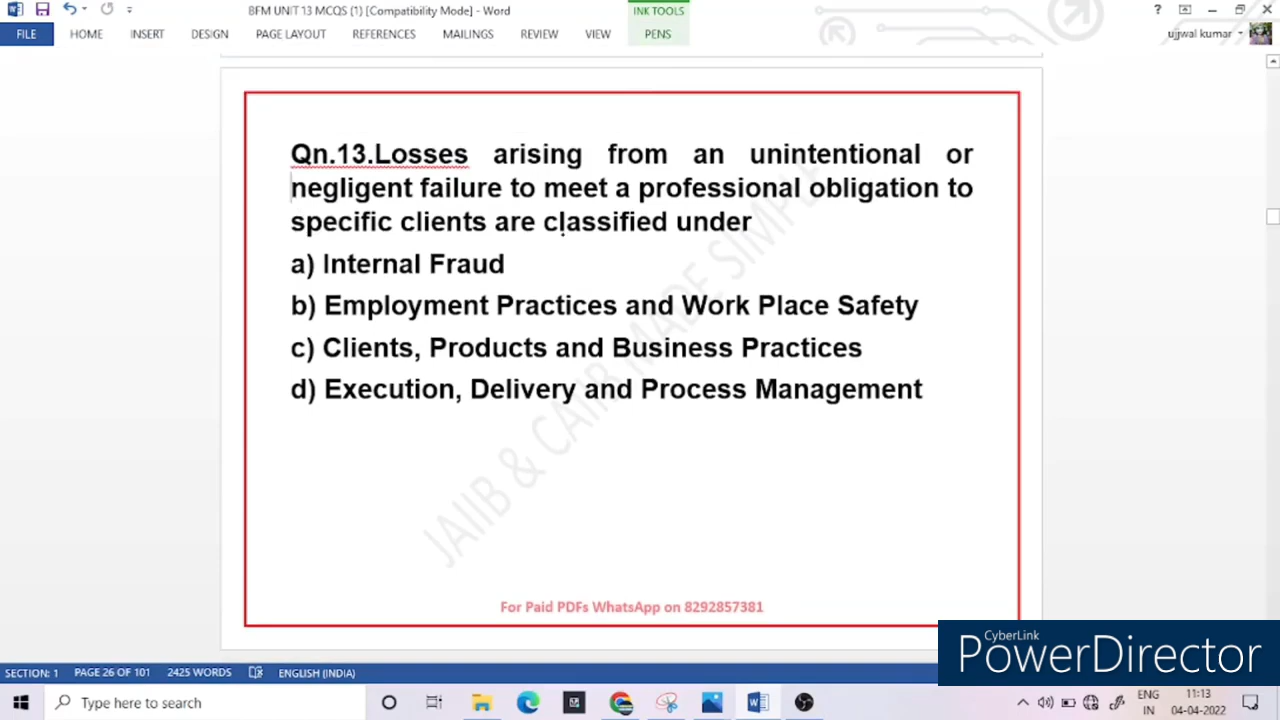 BFM UNIT 13 MCQS (1) [Compatibility Mode] - Word
INK TOOLS
?
FILE
HOME
INSERT
DESIGN
PAGE LAYOUT
REFERENCES
MAILINGS
REVIEW
VIEW
PENS
ujjwal kumar
Qn.13.Losses arising from an unintentional or
negligent failure to meet a professional obligation to
specific clients are classified under
a) Internal Fraud
b) Employment Practices and Work Place Safety
c) Clients, Products and Business Practices
d) Execution, Delivery and Process Management
JAIIB & CAIIB MADE SIMPLE
For Paid PDFs WhatsApp on 8292857381
CyberLink
PowerDirector
SECTION: 1
PAGE 26 OF 101
2425 WORDS
ENGLISH (INDIA)
Type here to search
ENG
IN
11:13
04-04-2022